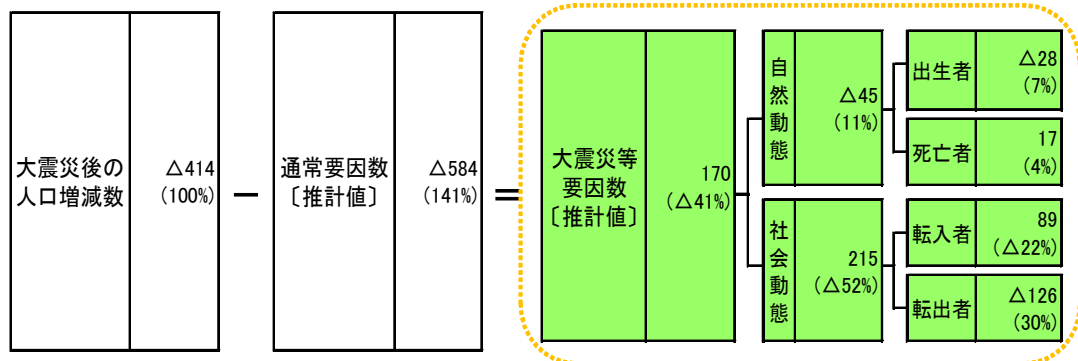 大震災後の
人口増減数
△414
(100%)
－
通常要因数
〔推計値〕
△584
(141%)
＝
大震災等
要因数
〔推計値〕
170
(△41%)
自然動態
△45
(11%)
出生者
△28
(7%)
死亡者
17
(4%)
社会動態
215
(△52%)
転入者
89
(△22%)
転出者
△126
(30%)